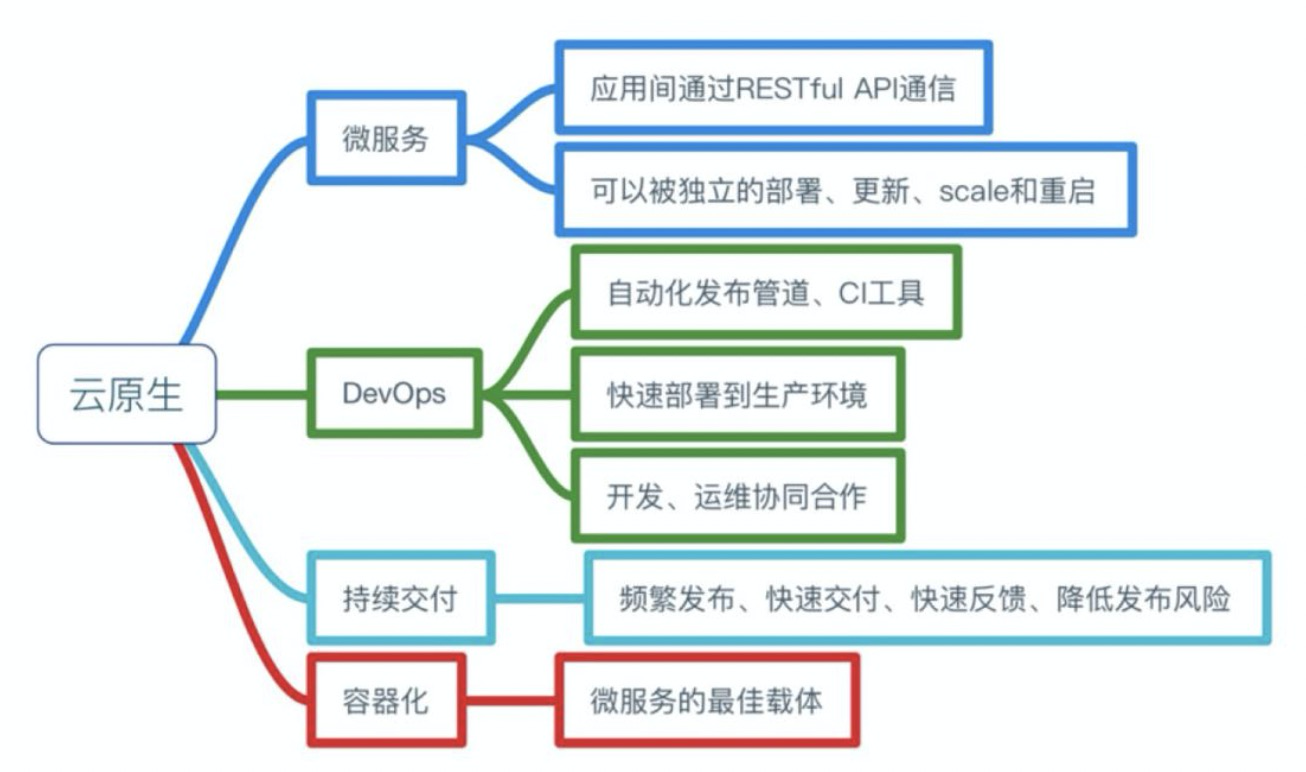 云原生
微服务
应用间通过RESTful API通信
可以被独立的部署、更新、scale和重启
DevOps
自动化发布管道、CI工具
快速部署到生产环境
开发、运维协同合作
持续交付
频繁发布、快速交付、快速反馈、降低发布风险
容器化
微服务的最佳载体